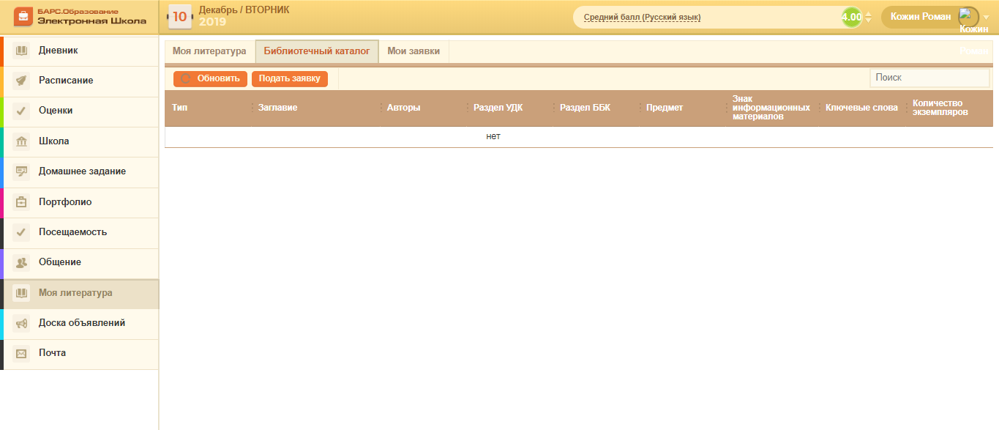 БАРС.Образование
Электронная Школа
10
Декабрь / ВТОРНИК
2019
Средний балл (Русский язык)
4.00
Кожин Роман
Кожин
Роман
Дневник
Расписание
Оценки
Школа
Домашнее задание
Портфолио
Посещаемость
Общение
Моя литература
Доска объявлений
Почта
Моя литература
Библиотечный каталог
Мои заявки
Обновить
Подать заявку
Поиск
Тип
Заглавие
Авторы
Раздел УДК
Раздел ББК
Предмет
Знак
информационных
материалов
Ключевые слова
Количество
экземпляров
нет